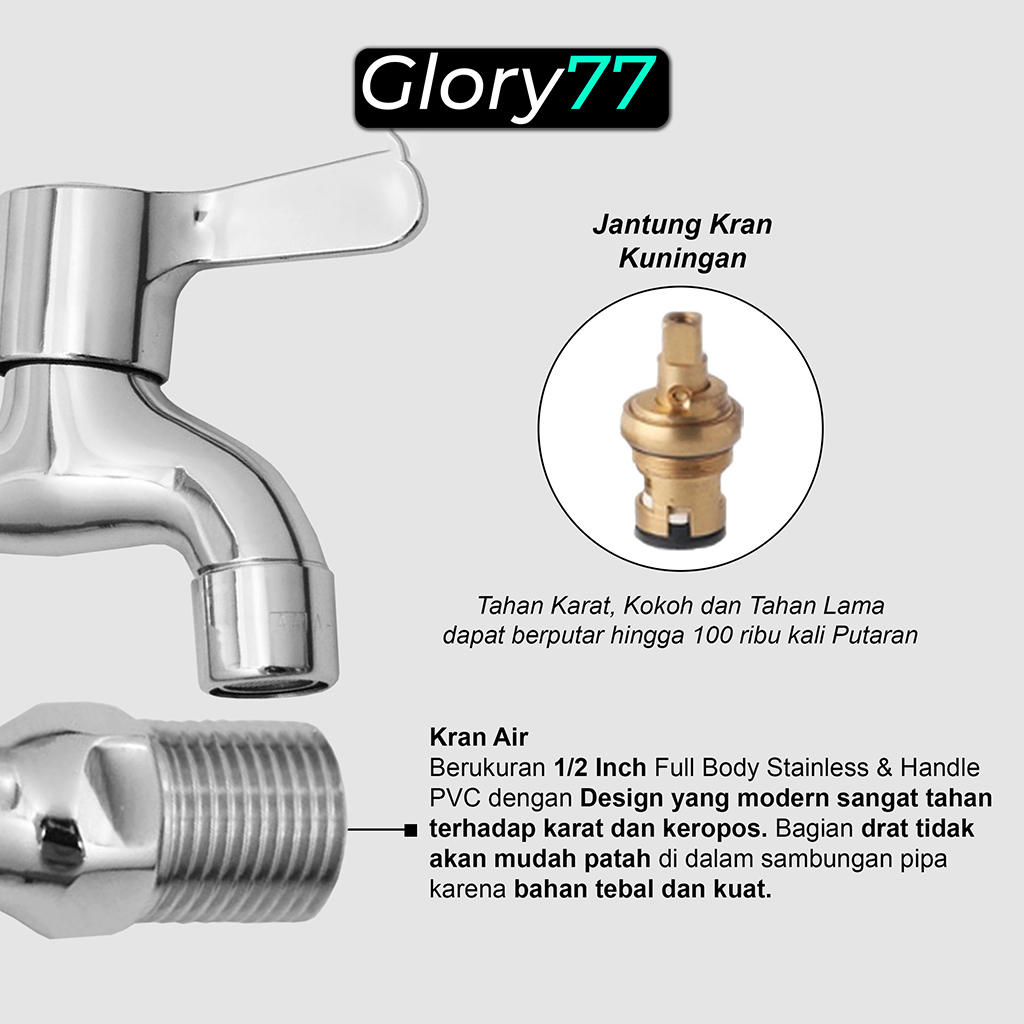 Glory77
Jantung Kran
Kuningan
Tahan Karat, Kokoh dan Tahan Lama
dapat berputar hingga 100 ribu kali Putaran
Kran Air
Berukuran 1/2 Inch Full Body Stainless & Handle
PVC dengan Design yang modern sangat tahan
terhadap karat dan keropos. Bagian drat tidak
akan mudah patah di dalam sambungan pipa
karena bahan tebal dan kuat.